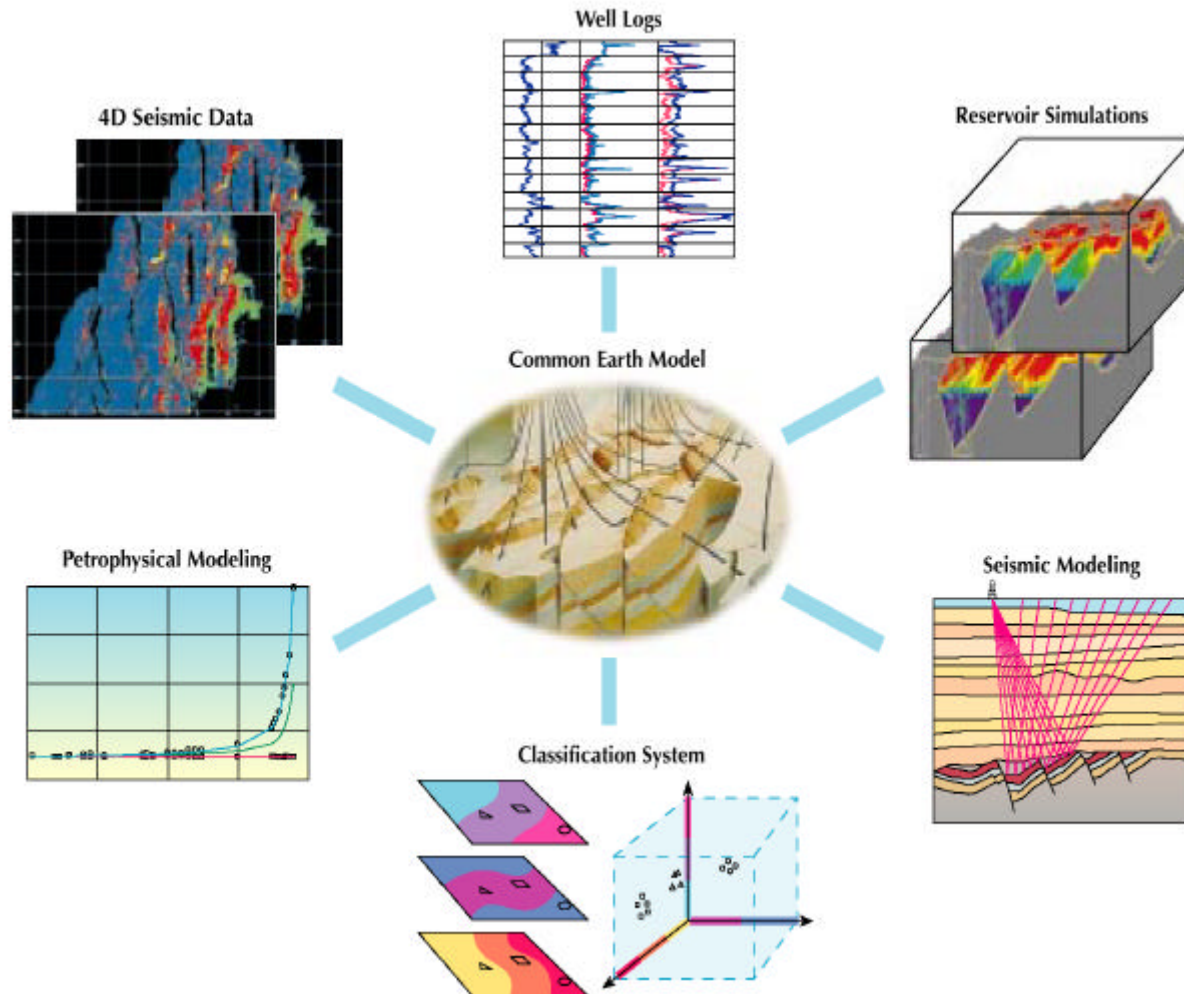 Well Logs
4D Seismic Data
Reservoir Simulations
Common Earth Model
Petrophysical Modeling
Seismic Modeling
Classification System